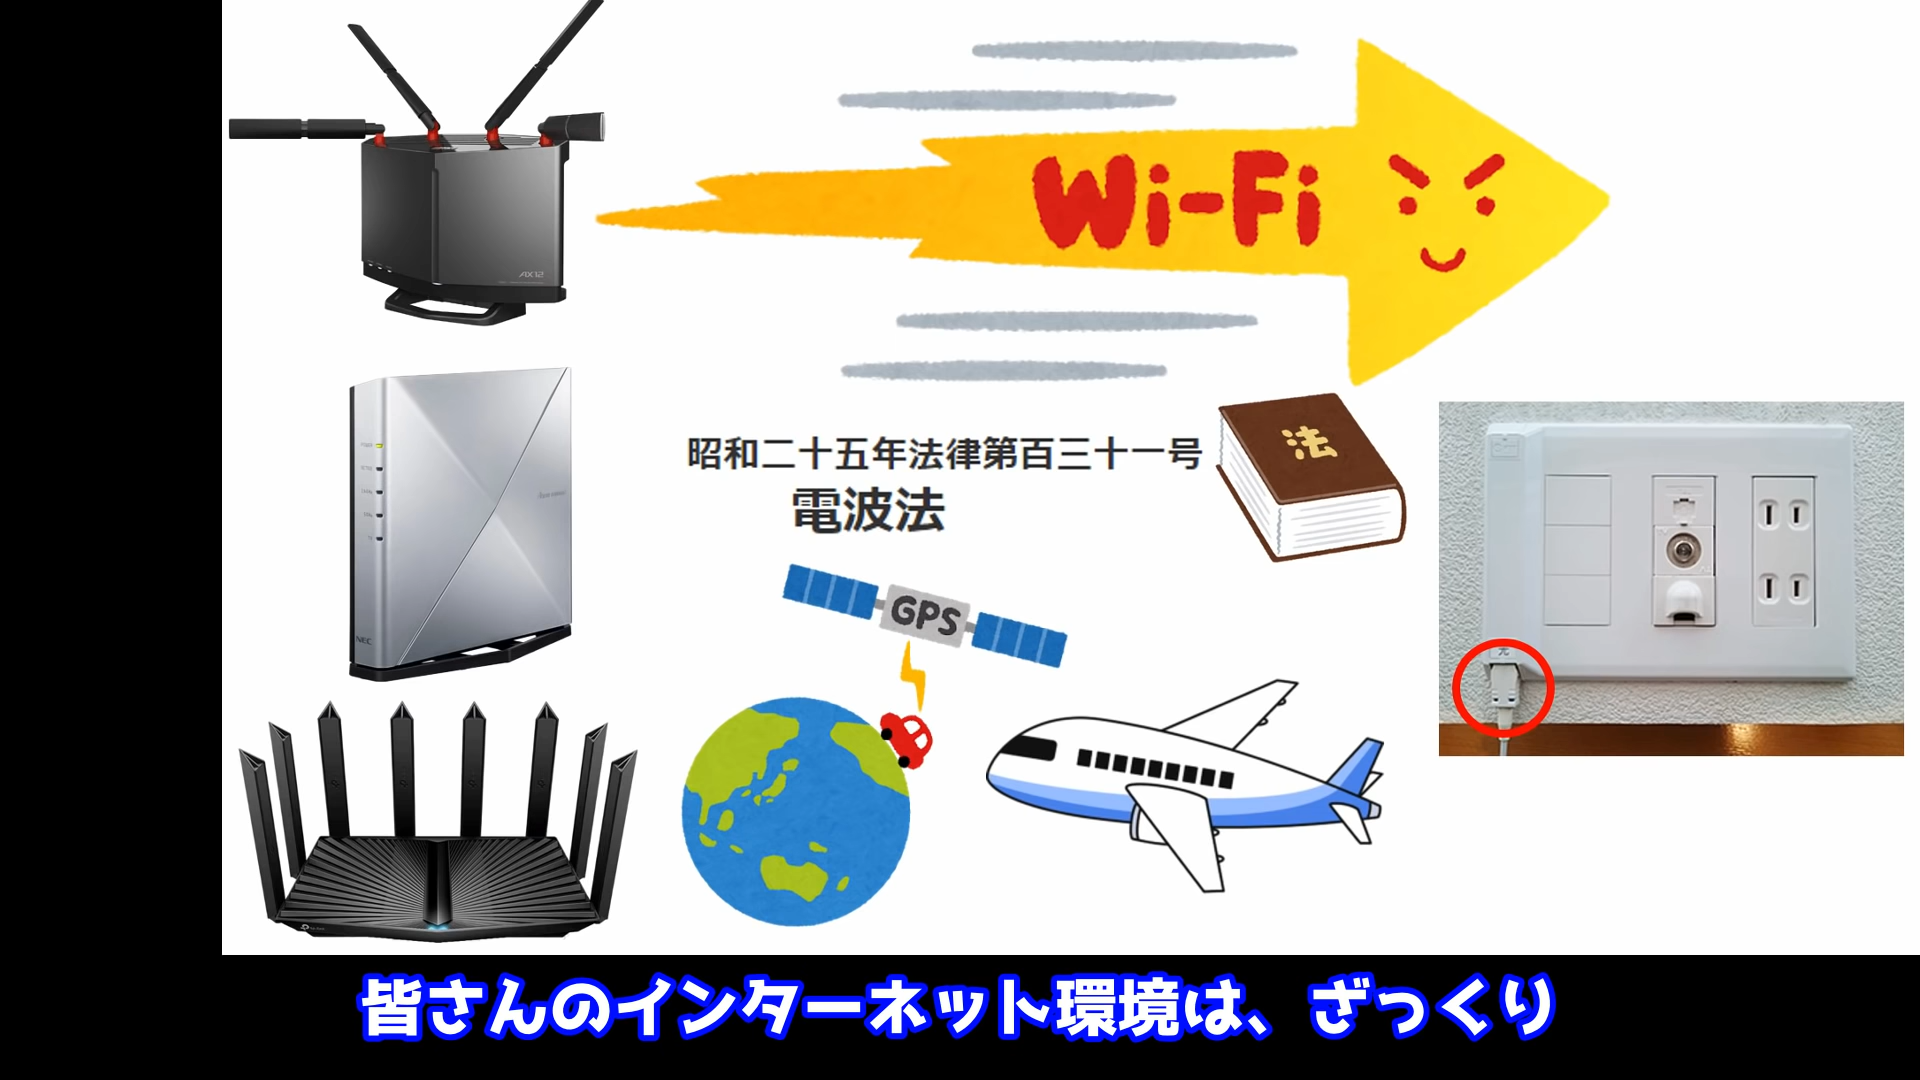 Wi-Fi
AX12
昭和二十五年法律第百三十一号
電波法
法
NEC
GPS
皆さんのインターネット環境は、ざっくり